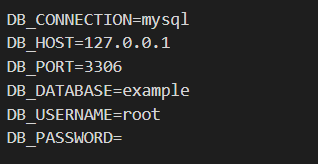 DB_CONNECTION=mysql
DB_HOST=127.0.0.1
DB_PORT=3306
DB_DATABASE=example
DB_USERNAME=root
DB_PASSWORD=